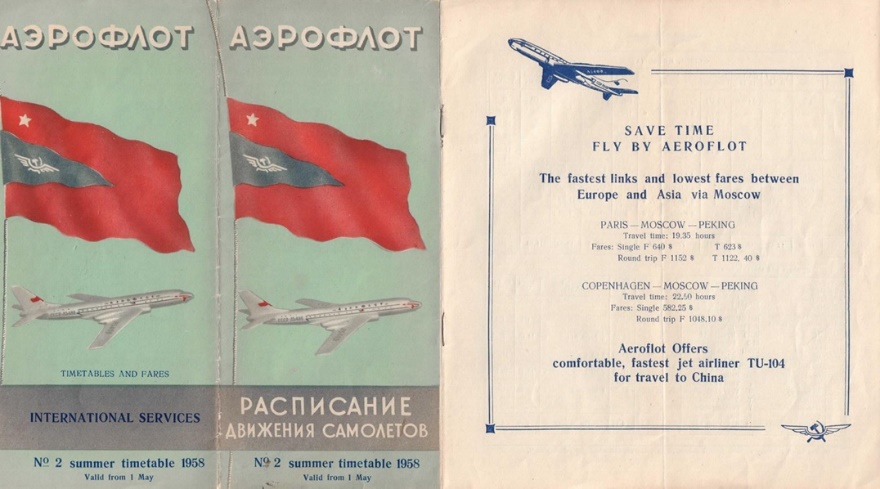 АЭРОФЛОТ
TIMETABLES AND FARES
INTERNATIONAL SERVICES
№ 2 summer timetable 1958
Valid from 1 May
АЭРОФЛОТ
РАСПИСАНИЕ
ДВИЖЕНИЯ САМОЛЕТОВ
№ 2 summer timetable 1958
Valid from 1 May
SAVE TIME
FLY BY AEROFLOT
The fastest links and lowest fares between
Europe and Asia via Moscow
PARIS — MOSCOW — PEKING
Travel time: 19.35 hours
Fares: Single F 640 $ T 623 $
Round trip F 1152 $ T 1122, 40 $
COPENHAGEN — MOSCOW — PEKING
Travel time: 22.50 hours
Fares: Single 582.25 $
Round trip F 1048.10 $
Aeroflot Offers
comfortable, fastest jet airliner TU-104
for travel to China